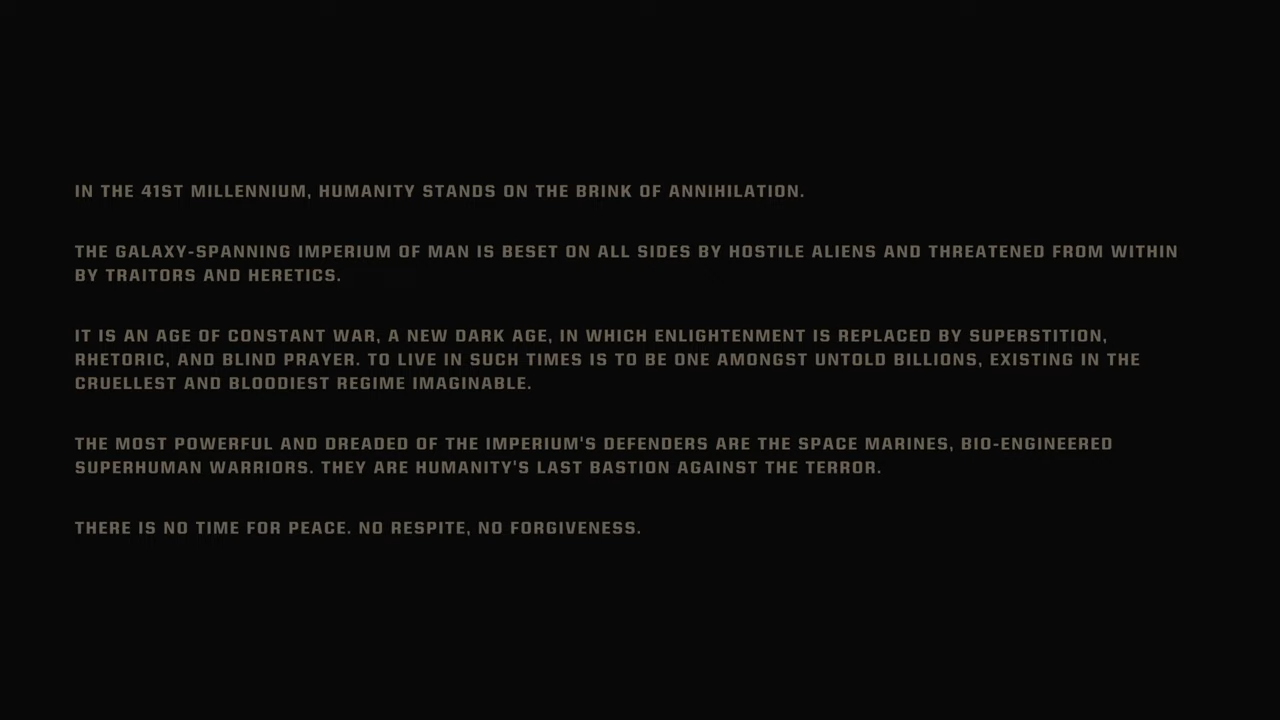 IN THE 41ST MILLENNIUM, HUMANITY STANDS ON THE BRINK OF ANNIHILATION.
THE GALAXY-SPANNING IMPERIUM OF MAN IS BESET ON ALL SIDES BY HOSTILE ALIENS AND THREATENED FROM WITHIN
BY TRAITORS AND HERETICS.
IT IS AN AGE OF CONSTANT WAR, A NEW DARK AGE, IN WHICH ENLIGHTENMENT IS REPLACED BY SUPERSTITION,
RHETORIC, AND BLIND PRAYER. TO LIVE IN SUCH TIMES IS TO BE ONE AMONGST UNTOLD BILLIONS, EXISTING IN THE
CRUELLEST AND BLOODIEST REGIME IMAGINABLE.
THE MOST POWERFUL AND DREADED OF THE IMPERIUM'S DEFENDERS ARE THE SPACE MARINES, BIO-ENGINEERED
SUPERHUMAN WARRIORS. THEY ARE HUMANITY'S LAST BASTION AGAINST THE TERROR.
THERE IS NO TIME FOR PEACE. NO RESPITE, NO FORGIVENESS.